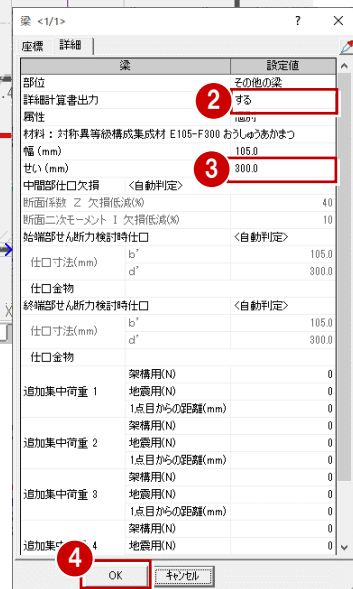 梁 <1/1> ? ×
座標 詳細
梁 設定値
部位 その他の梁
詳細計算書出力 する
属性
材料：対称異等級構成集成材 E105-F300 おうしゅうあかまつ
幅(mm) 105.0
せい(mm) 300.0
中間部仕口欠損 <自動判定>
断面係数 Z 欠損低減(%) 40
断面二次モーメント I 欠損低減(%) 10
始端部せん断力検討時仕口 <自動判定>
仕口寸法(mm) b' 105.0
d' 300.0
仕口金物
終端部せん断力検討時仕口 <自動判定>
仕口寸法(mm) b' 105.0
d' 300.0
仕口金物
追加集中荷重 1 架構用(N) 0
地震用(N) 0
1点目からの距離(mm) 0
追加集中荷重 2 架構用(N) 0
地震用(N) 0
1点目からの距離(mm) 0
追加集中荷重 3 架構用(N) 0
地震用(N) 0
1点目からの距離(mm) 0
追加集中 4 架構用(N) 0
地震用(N) 0
2
3
4
OK キャンセル